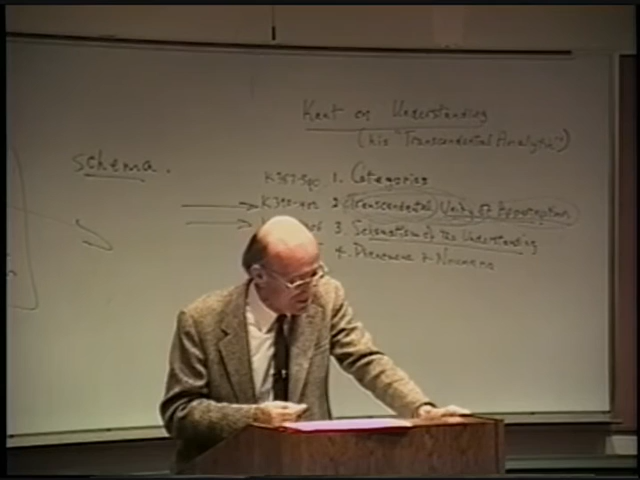 Kant on Understanding
(his "Transcendental Analytic")
schema.
1. Categories
2. (Transcendental) Unity of Apperception
3. Schematism of the Understanding
4. Phenomena & Noumena